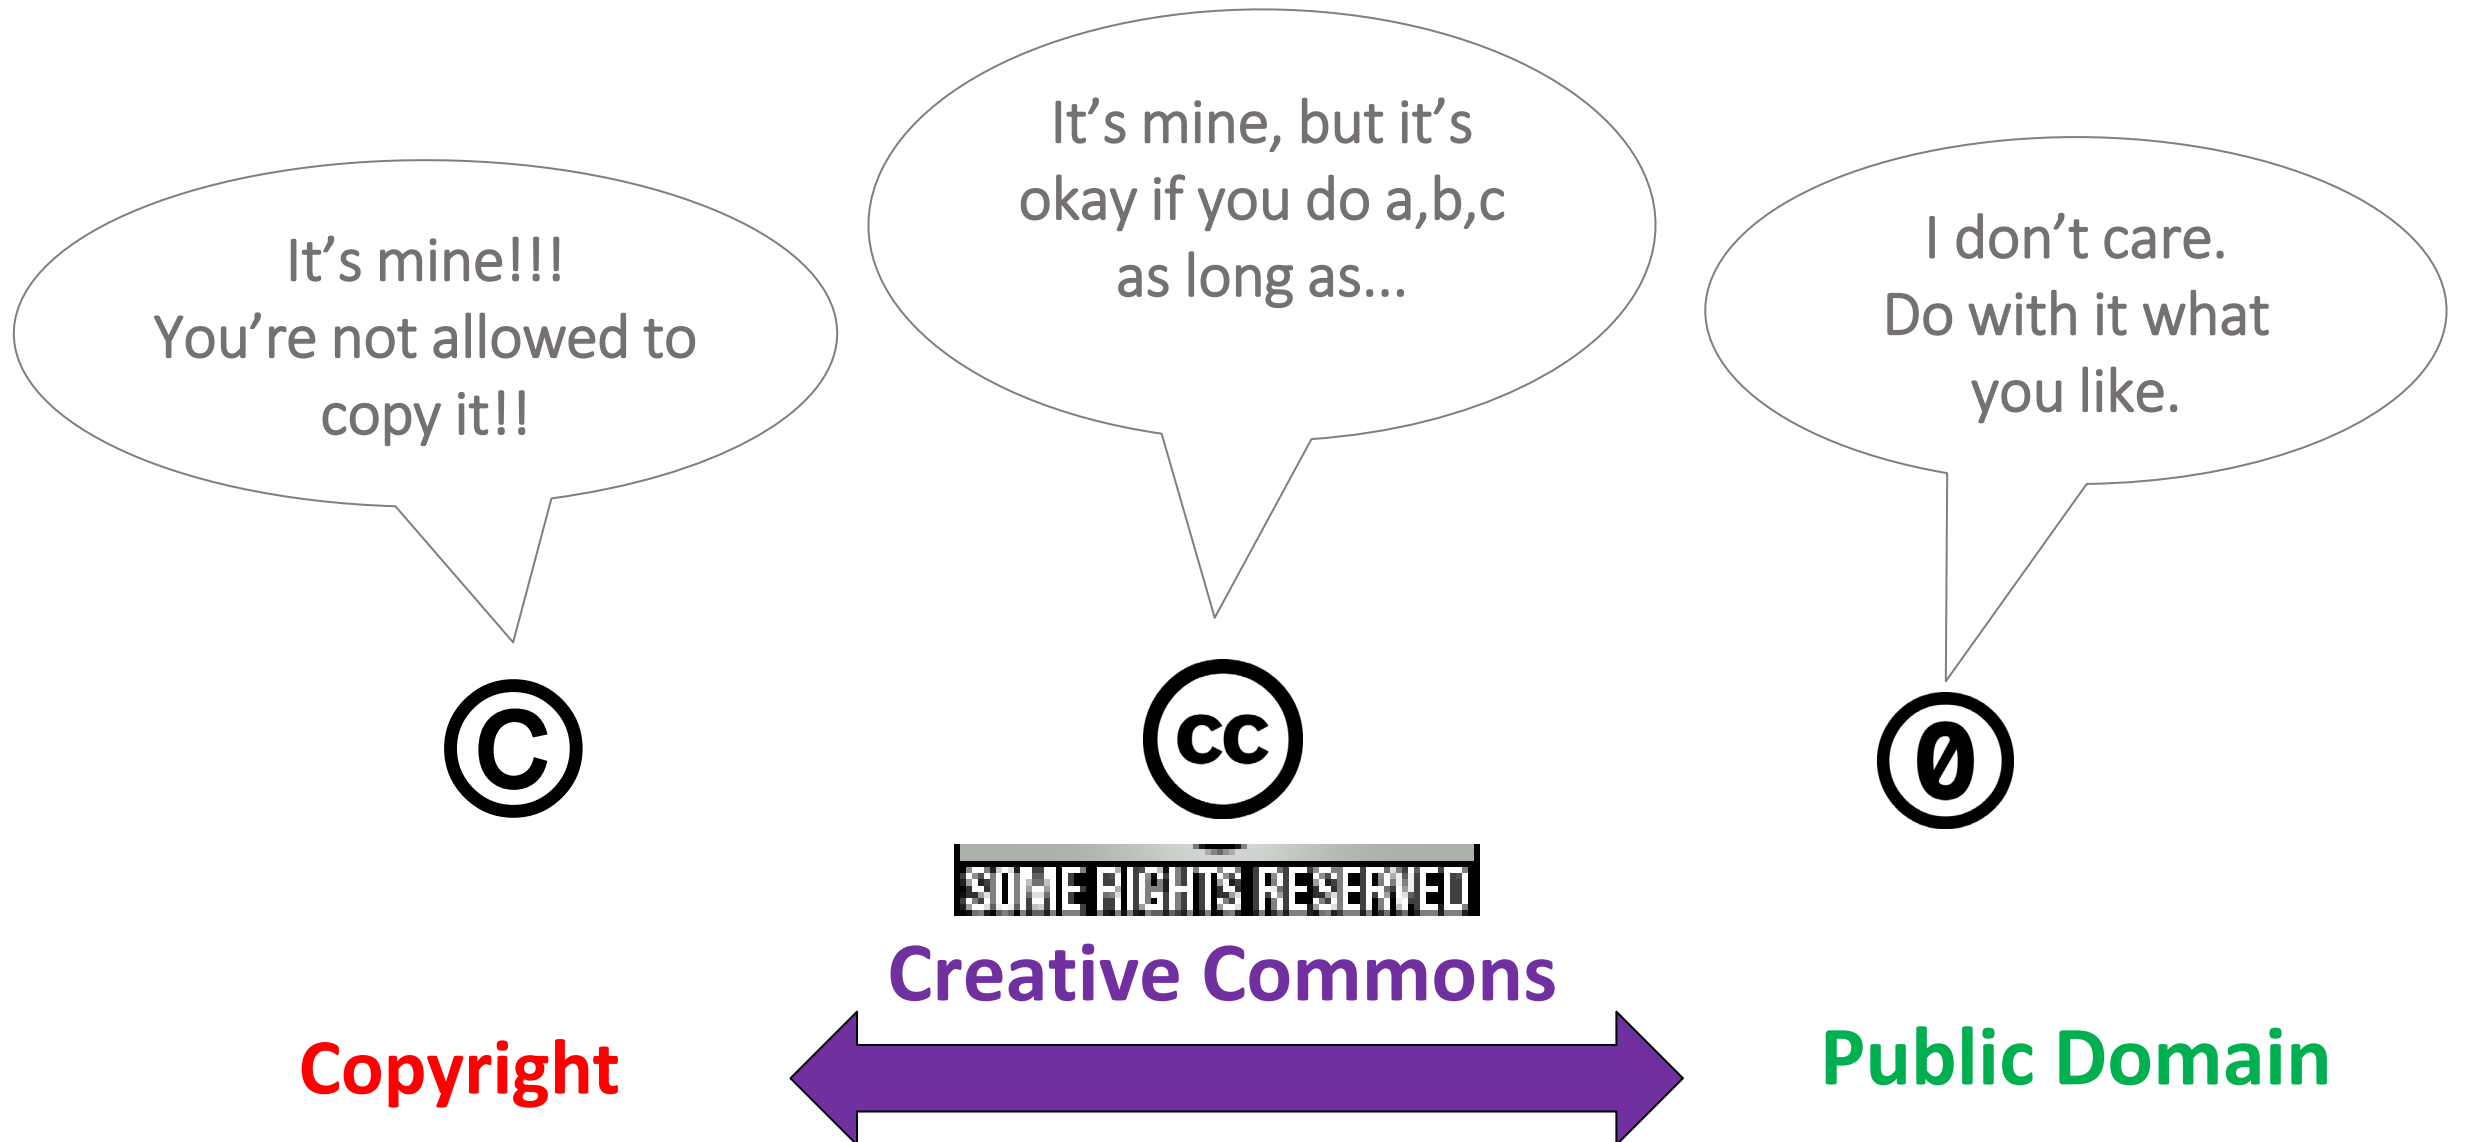 It's mine!!!
You're not allowed to
copy it!!
It's mine, but it's
okay if you do a,b,c
as long as...
I don't care.
Do with it what
you like.
©
cc
0
SOME RIGHTS RESERVED
Creative Commons
Copyright
Public Domain